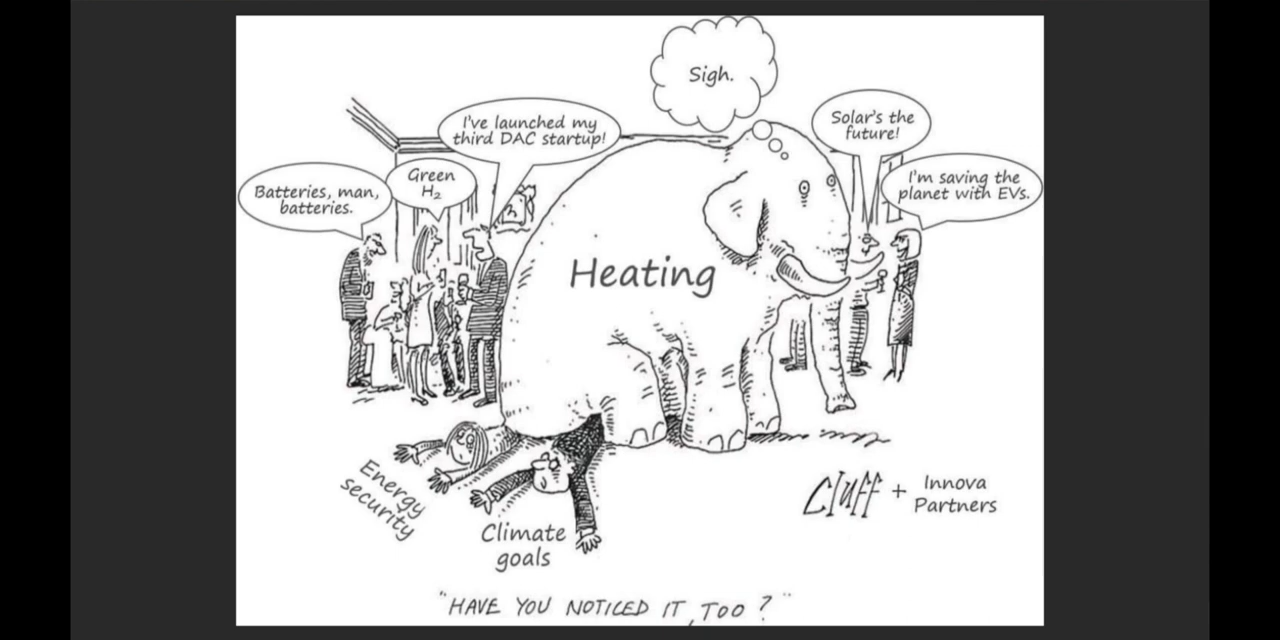 Sigh.
I've launched my
third DAC startup!
Solar's the
future!
Batteries, man,
batteries.
Green
H₂
I'm saving the
planet with EVs.
Heating
Energy
security
Climate
goals
Cluff + Innova
Partners
"HAVE YOU NOTICED IT, TOO?"